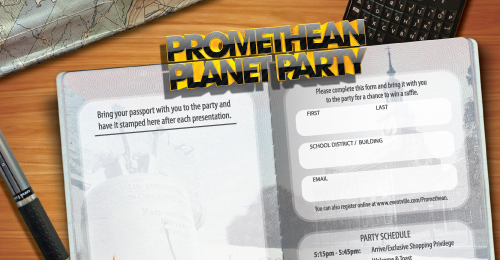 PROMETHEAN
PLANET PARTY
Bring your passport with you to the party and
have it stamped here after each presentation.
Please complete this form and bring it with you
to the party for a chance to win a raffle.
FIRST LAST
SCHOOL DISTRICT / BUILDING
EMAIL
You can also register online at www.eventville.com/Promethean.
PARTY SCHEDULE
5:15pm - 5:45pm: Arrive/Exclusive Shopping Privilege
Welcome & Toast